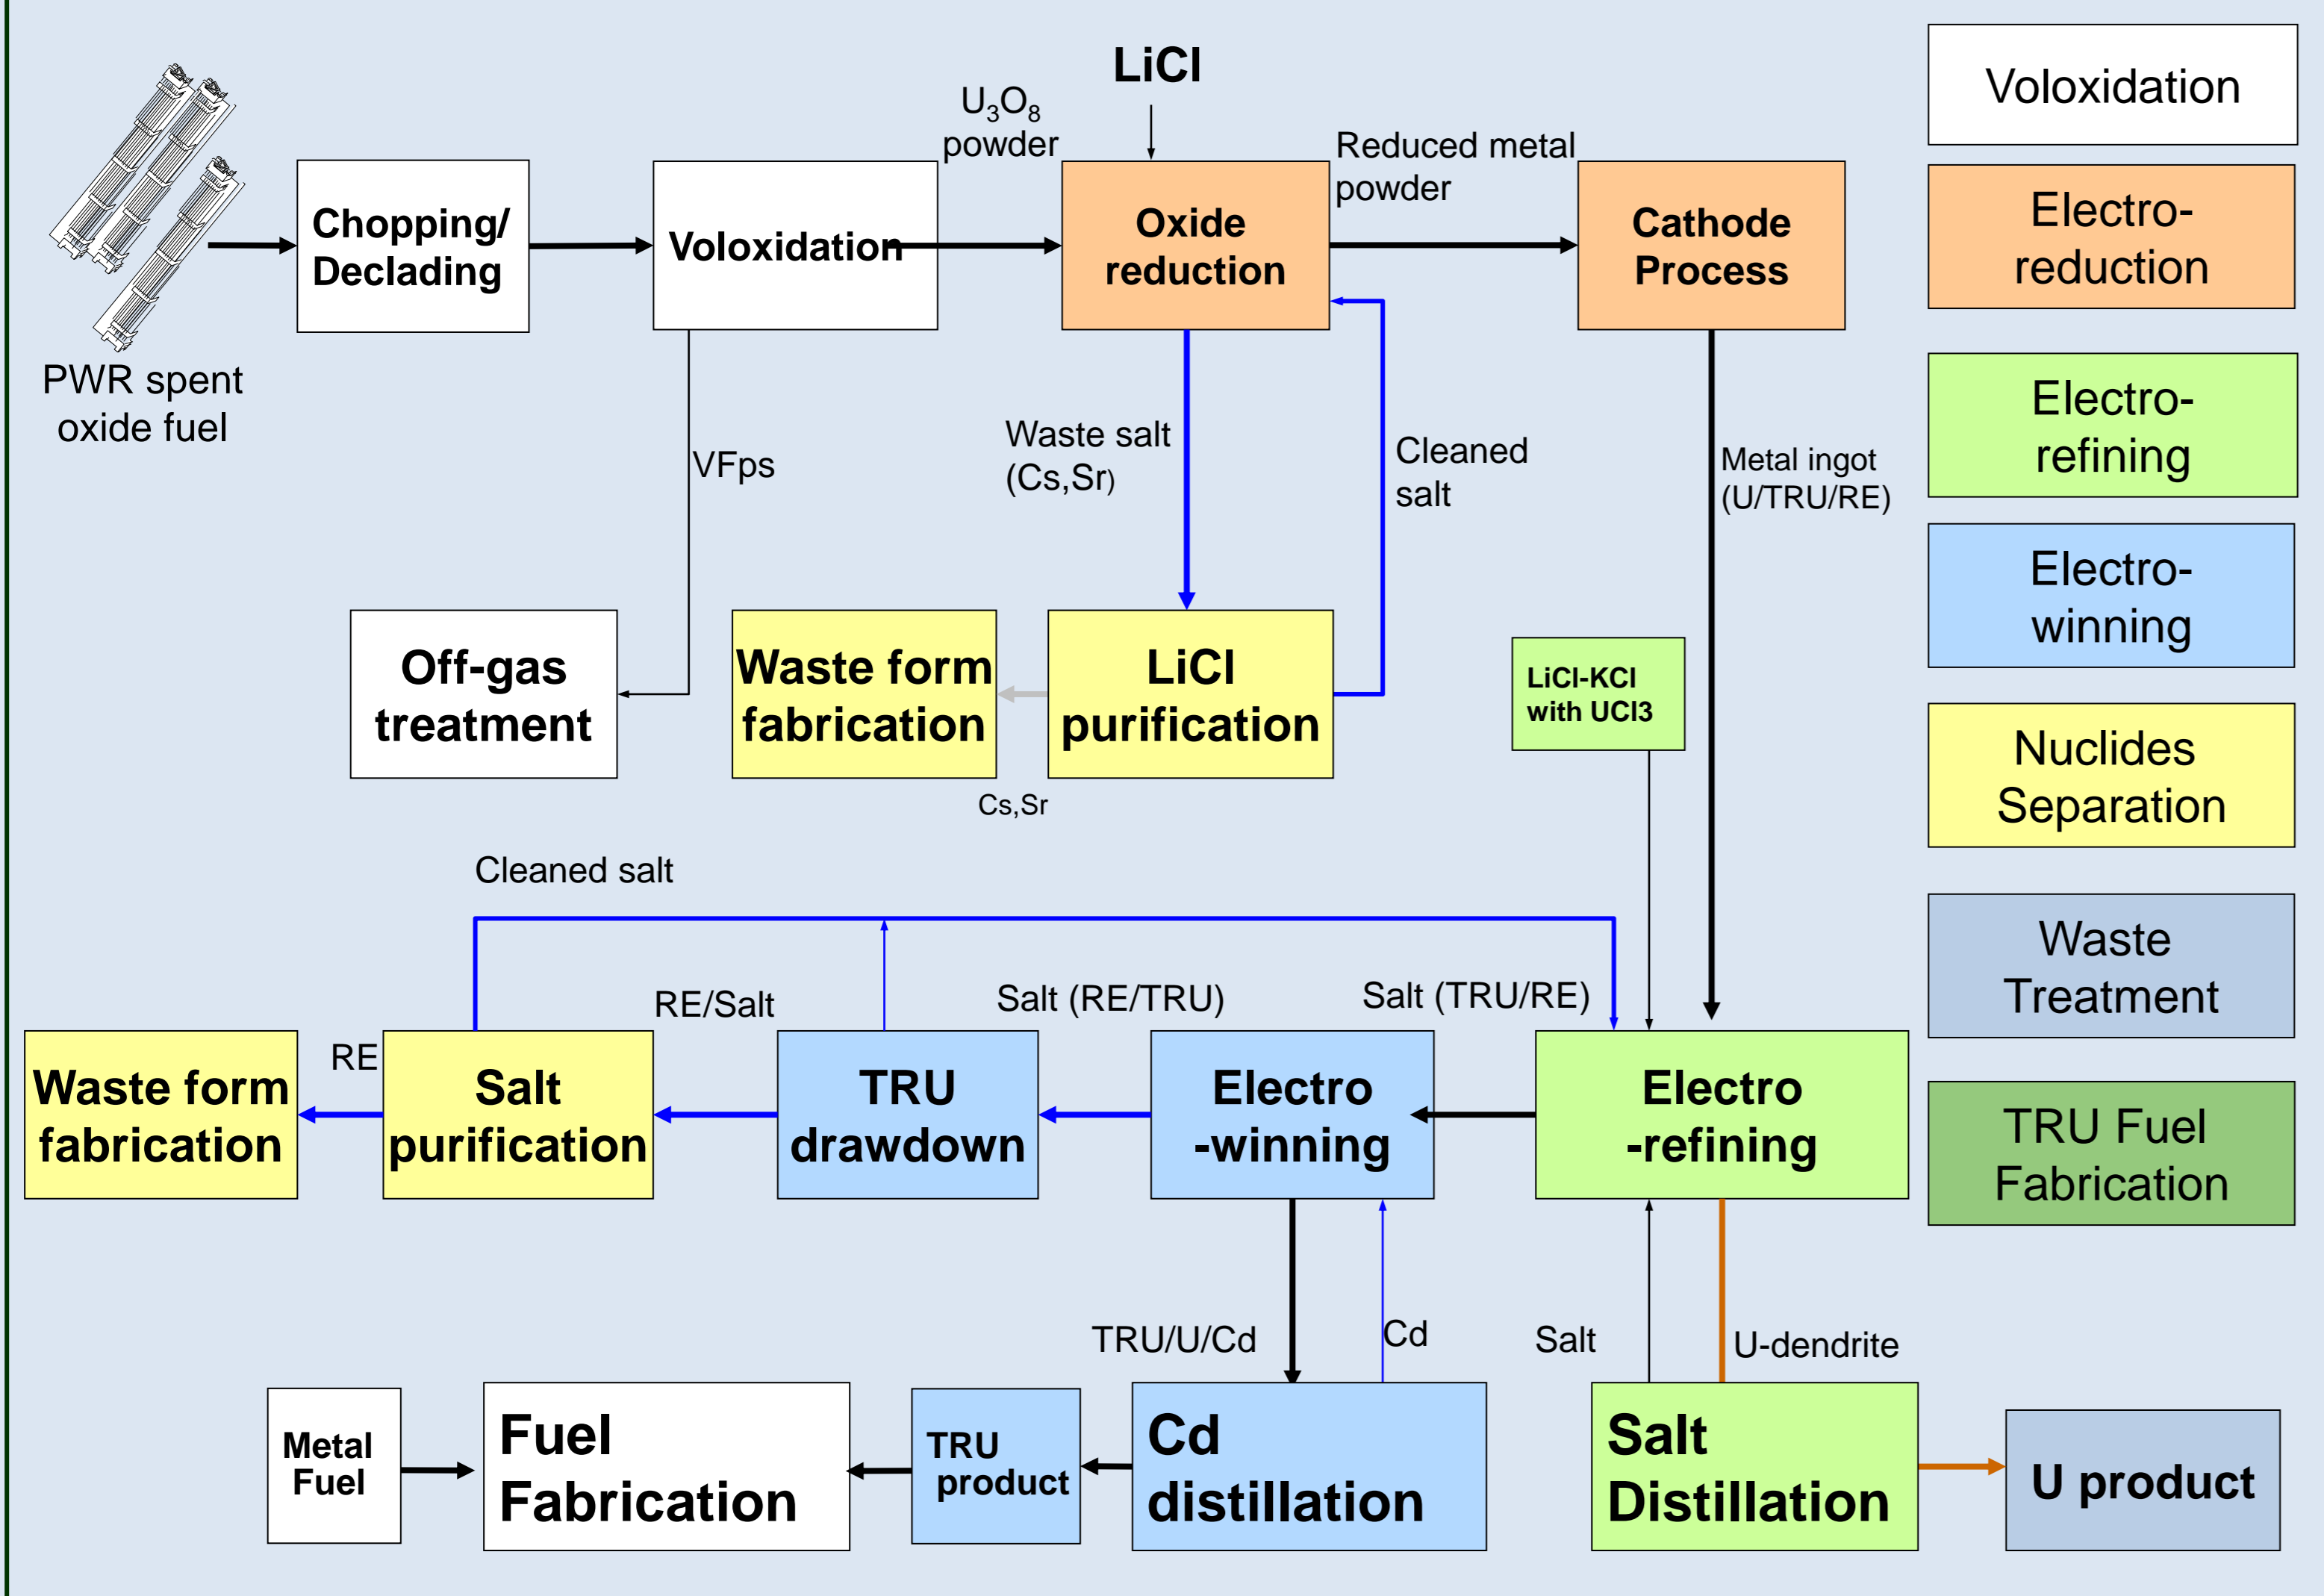 LiCl
U3O8
powder
Reduced metal
powder
Chopping/
Declading
Voloxidation
Oxide
reduction
Cathode
Process
PWR spent
oxide fuel
VFps
Waste salt
(Cs,Sr)
Cleaned
salt
Metal ingot
(U/TRU/RE)
Off-gas
treatment
Waste form
fabrication
LiCl
purification
Cs,Sr
LiCl-KCl
with UCl3
Cleaned salt
RE/Salt
Salt (RE/TRU)
Salt (TRU/RE)
Waste form
fabrication
RE
Salt
purification
TRU
drawdown
Electro
-winning
Electro
-refining
TRU/U/Cd
Cd
Salt
U-dendrite
Metal
Fuel
Fuel
Fabrication
TRU
product
Cd
distillation
Salt
Distillation
U product
Voloxidation
Electro-
reduction
Electro-
refining
Electro-
winning
Nuclides
Separation
Waste
Treatment
TRU Fuel
Fabrication